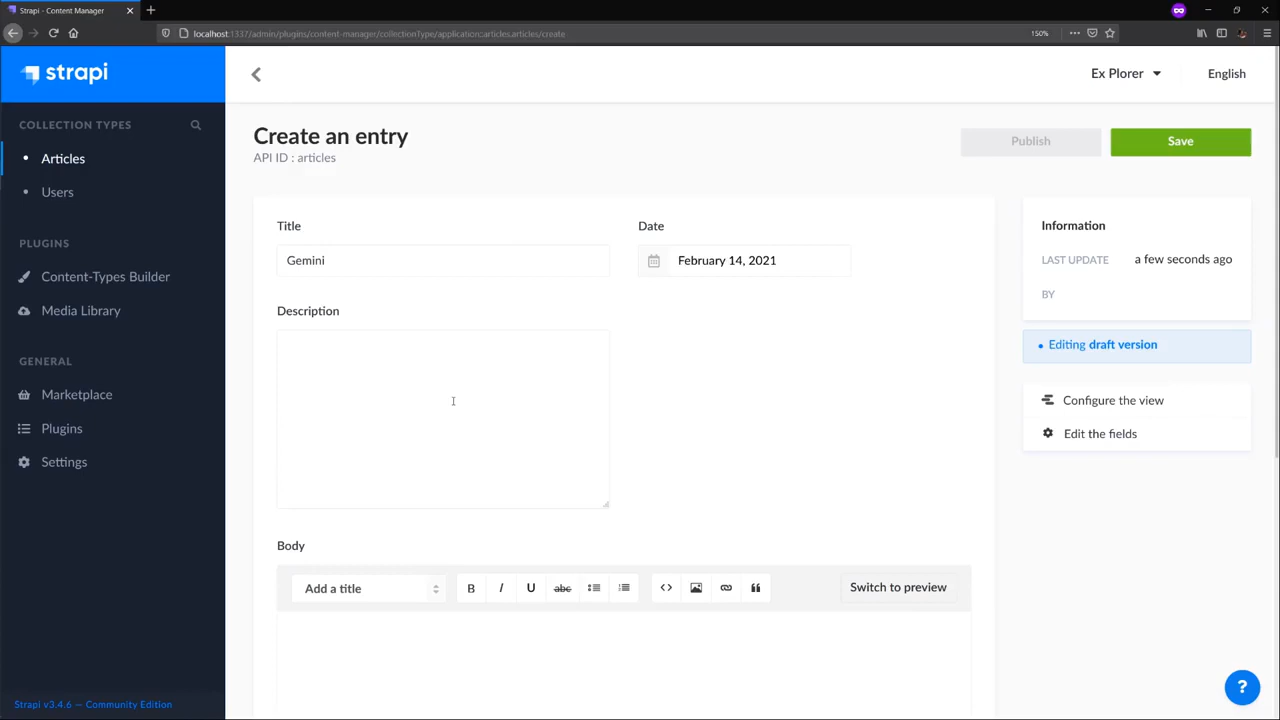 Strapi - Content Manager
localhost:1337/admin/plugins/content-manager/collectionType/application::articles.articles/create
150%
strapi
Ex Plorer
English
COLLECTION TYPES
Articles
Users
PLUGINS
Content-Types Builder
Media Library
GENERAL
Marketplace
Plugins
Settings
Strapi v3.4.6 — Community Edition
Create an entry
API ID : articles
Publish
Save
Title
Date
Gemini
February 14, 2021
Description
Body
Add a title
B I U abc
Switch to preview
Information
LAST UPDATE a few seconds ago
BY
Editing draft version
Configure the view
Edit the fields
?